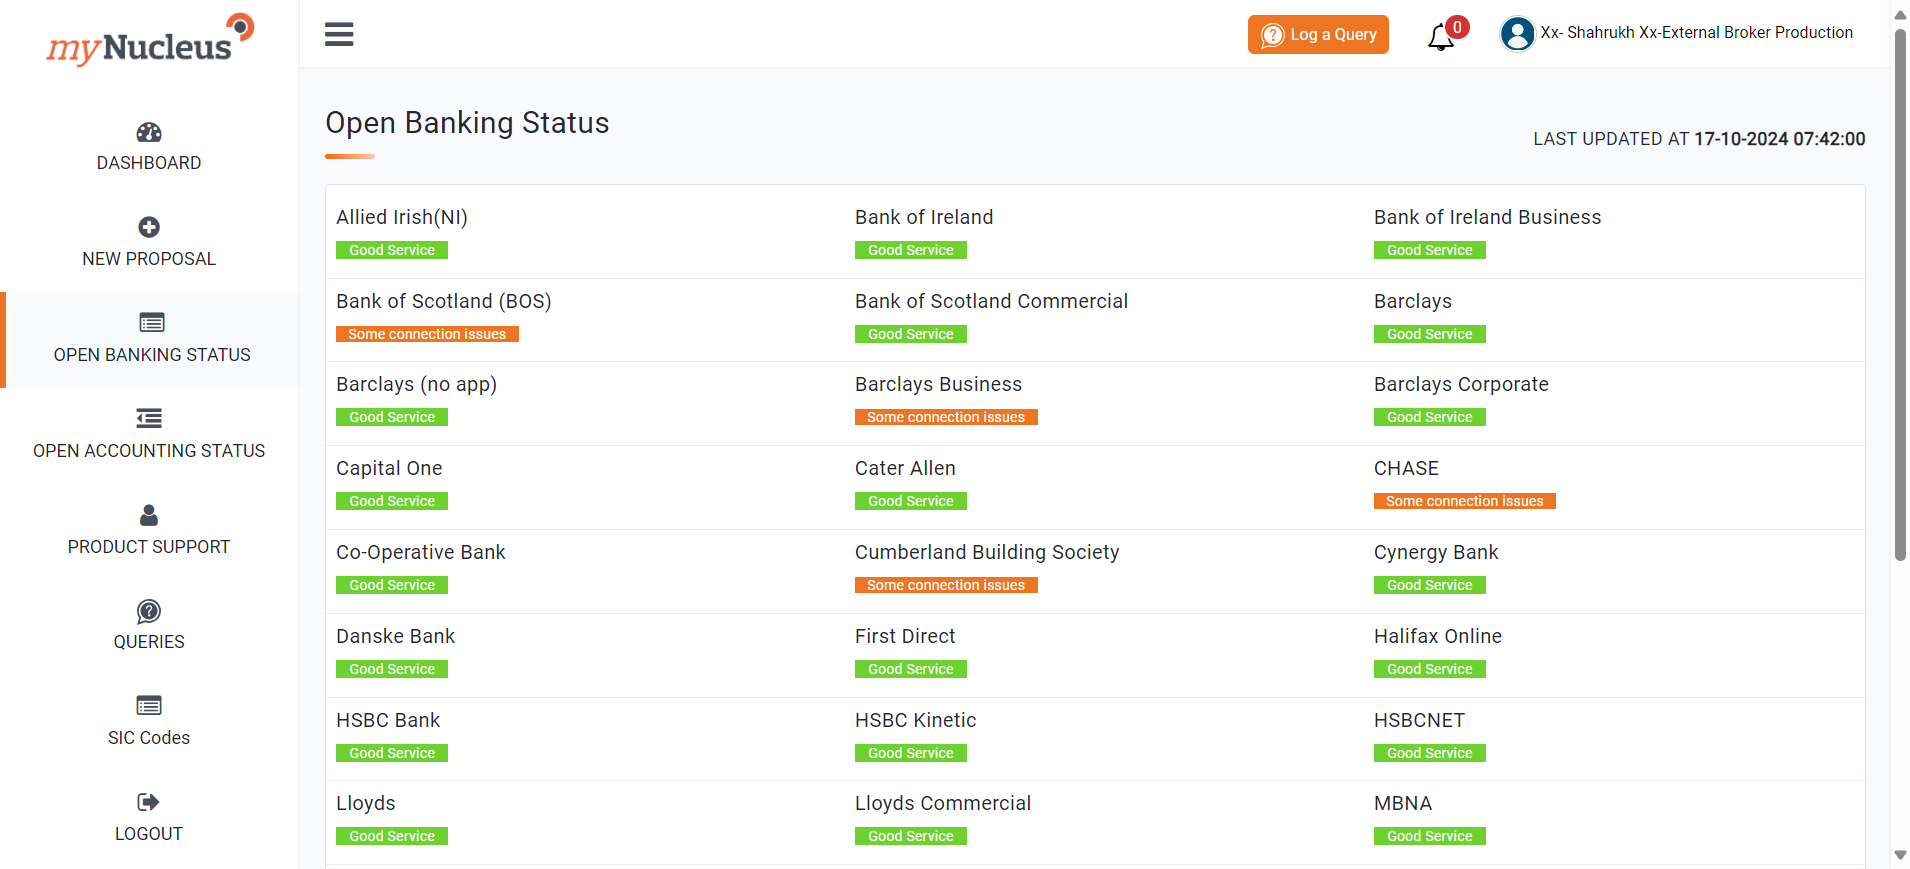 myNucleus
Log a Query
0
Xx- Shahrukh Xx-External Broker Production
DASHBOARD
NEW PROPOSAL
OPEN BANKING STATUS
OPEN ACCOUNTING STATUS
PRODUCT SUPPORT
QUERIES
SIC Codes
LOGOUT
Open Banking Status
LAST UPDATED AT 17-10-2024 07:42:00
Allied Irish(NI)
Good Service
Bank of Ireland
Good Service
Bank of Ireland Business
Good Service
Bank of Scotland (BOS)
Some connection issues
Bank of Scotland Commercial
Good Service
Barclays
Good Service
Barclays (no app)
Good Service
Barclays Business
Some connection issues
Barclays Corporate
Good Service
Capital One
Good Service
Cater Allen
Good Service
CHASE
Some connection issues
Co-Operative Bank
Good Service
Cumberland Building Society
Some connection issues
Cynergy Bank
Good Service
Danske Bank
Good Service
First Direct
Good Service
Halifax Online
Good Service
HSBC Bank
Good Service
HSBC Kinetic
Good Service
HSBCNET
Good Service
Lloyds
Good Service
Lloyds Commercial
Good Service
MBNA
Good Service